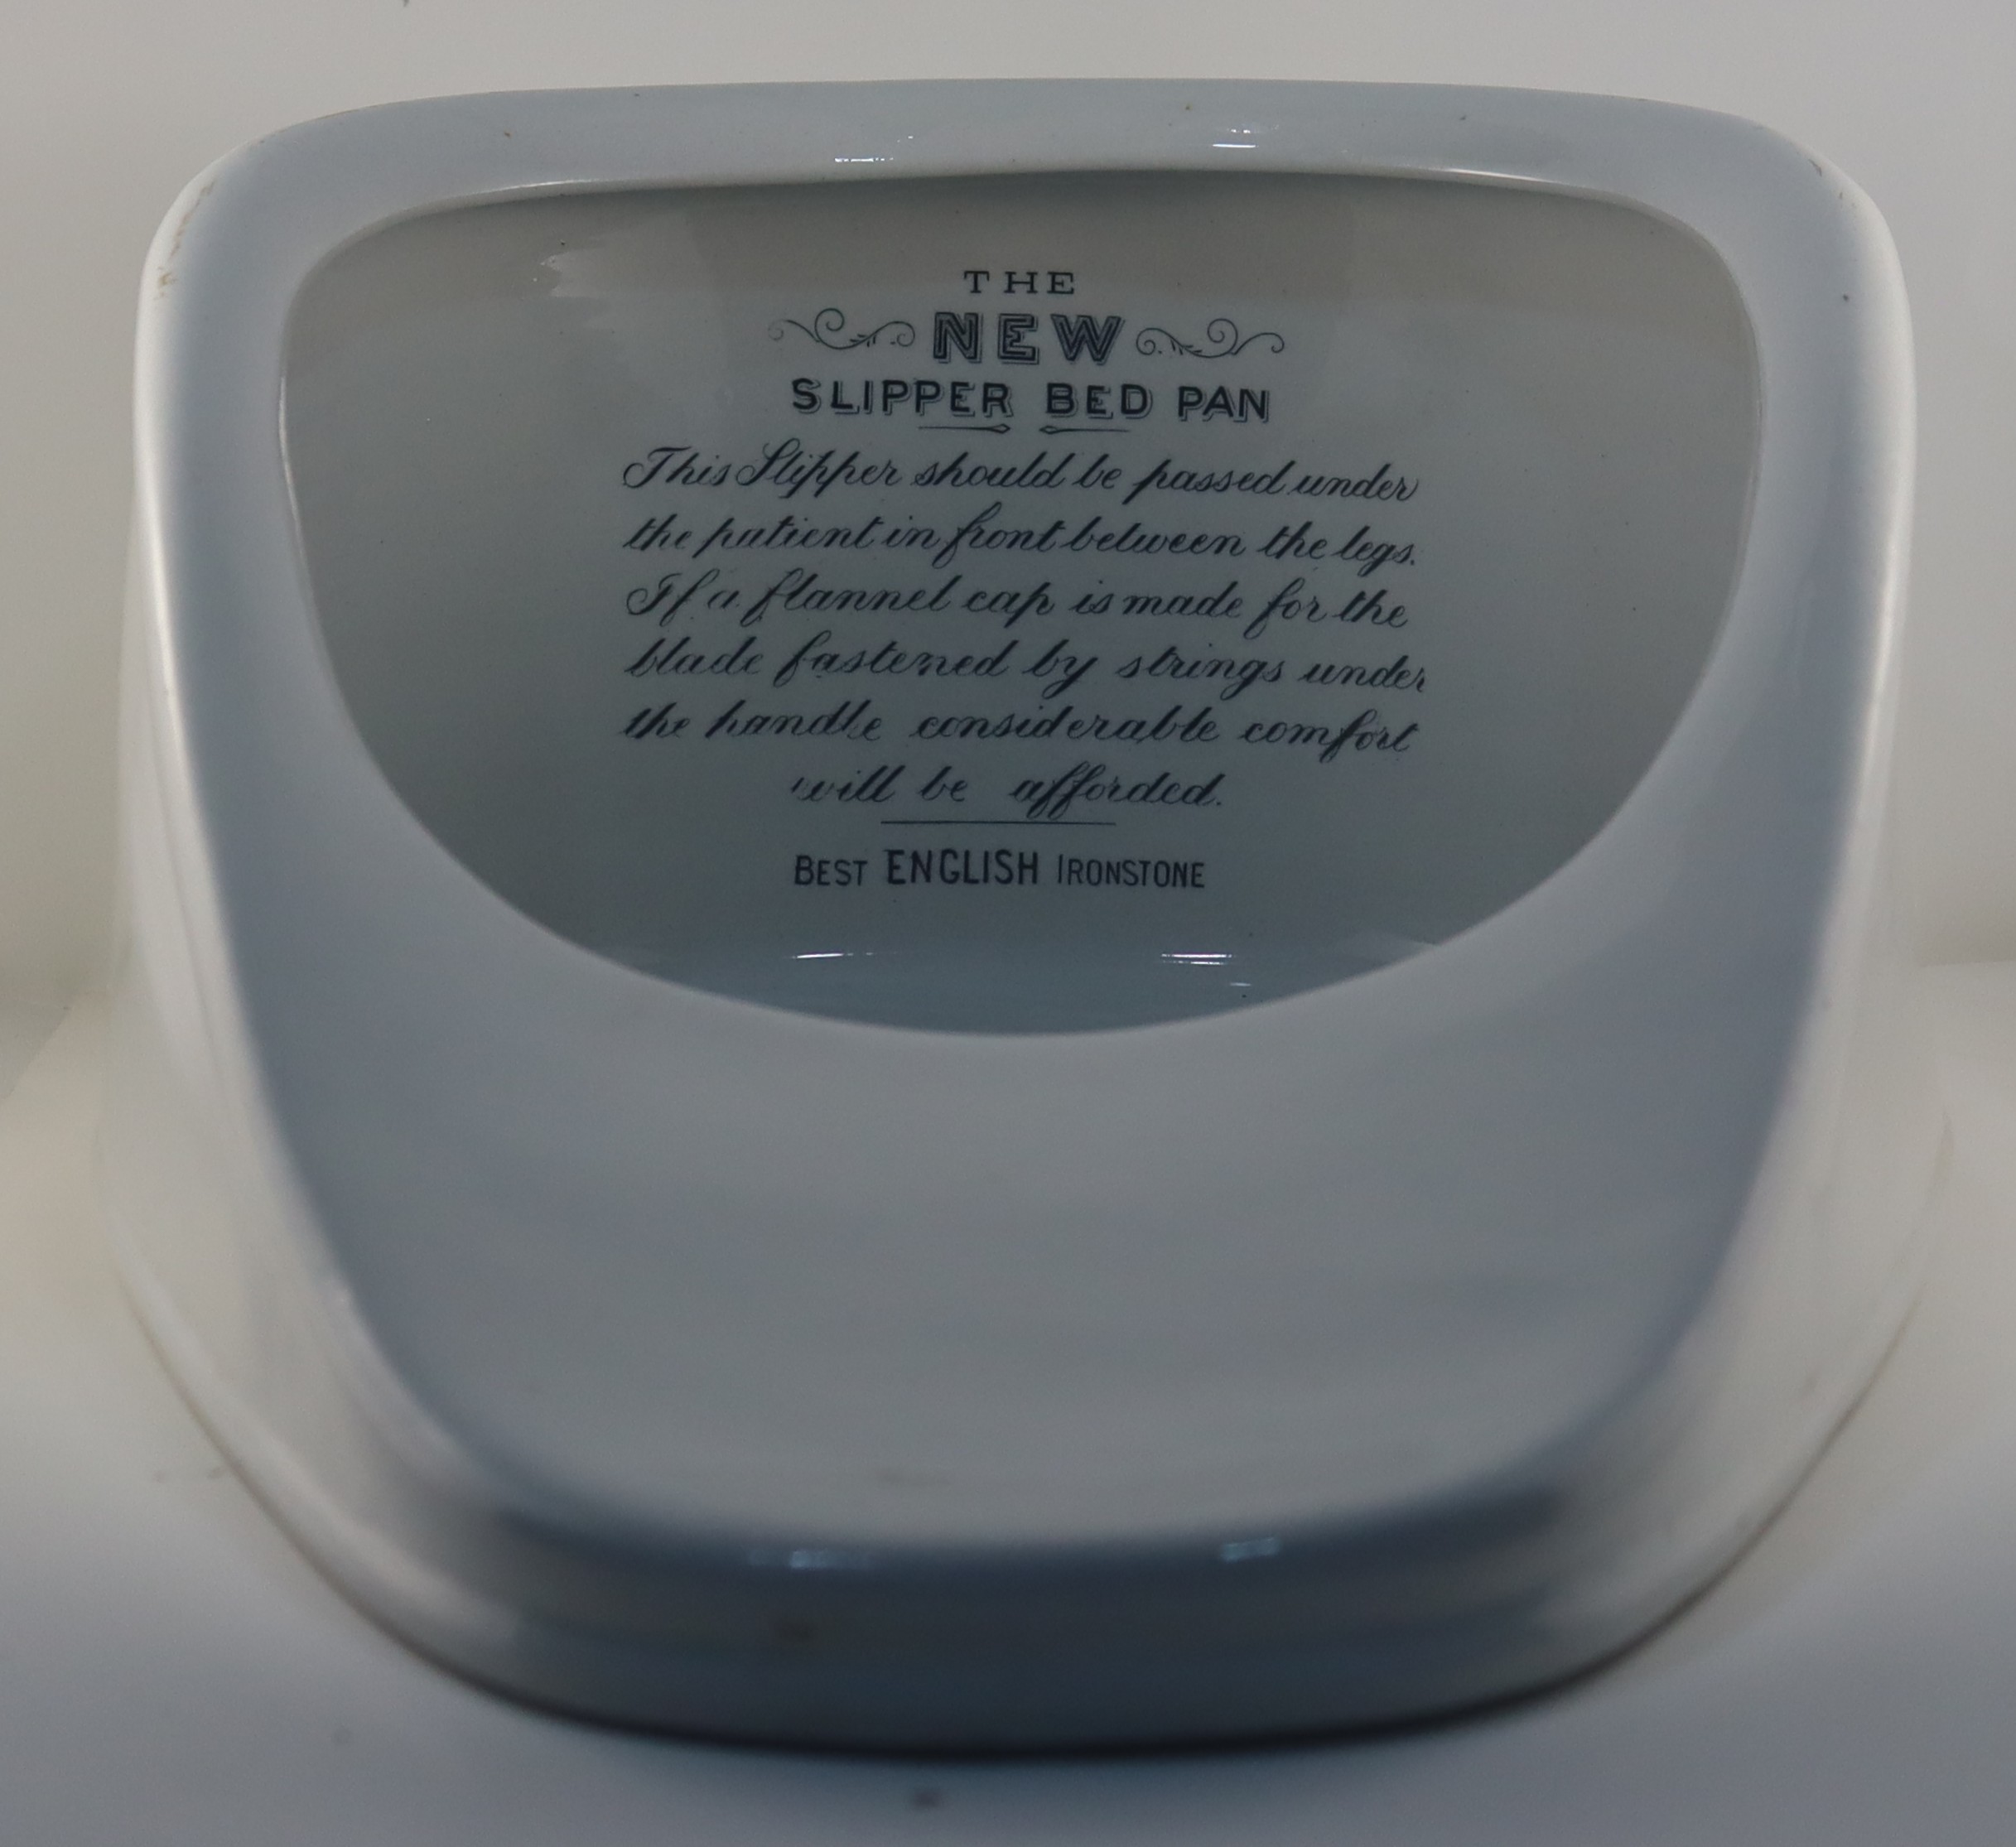 THE
NEW
SLIPPER BED PAN
This Slipper should be passed under
the patient in front between the legs.
If a flannel cap is made for the
blade fastened by strings under
the handle considerable comfort
will be afforded.
BEST ENGLISH IRONSTONE